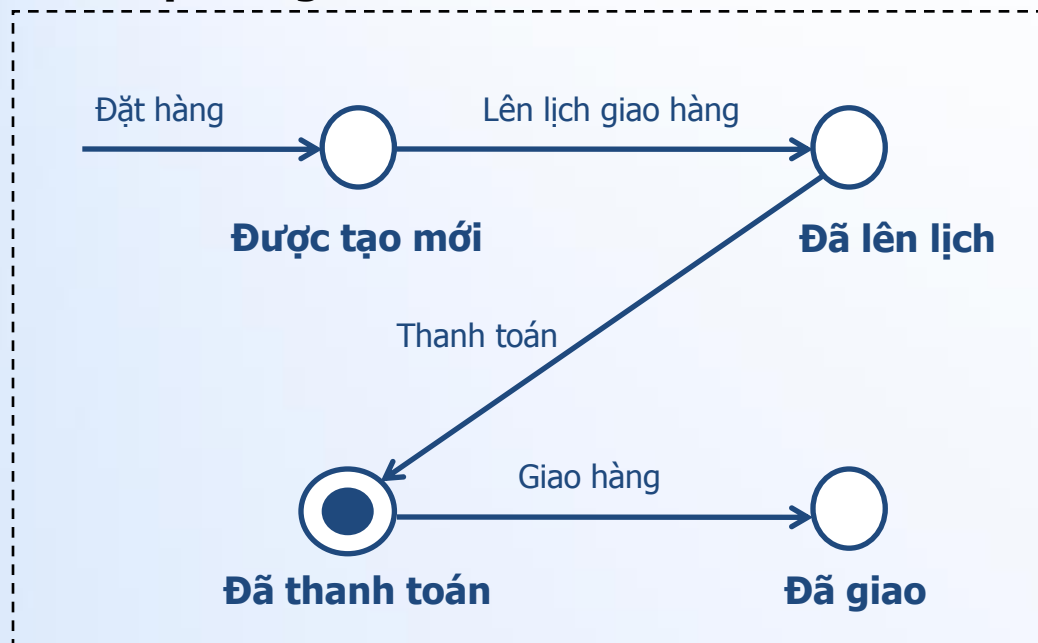 Đặt hàng
Lên lịch giao hàng
Được tạo mới
Đã lên lịch
Thanh toán
Giao hàng
Đã thanh toán
Đã giao